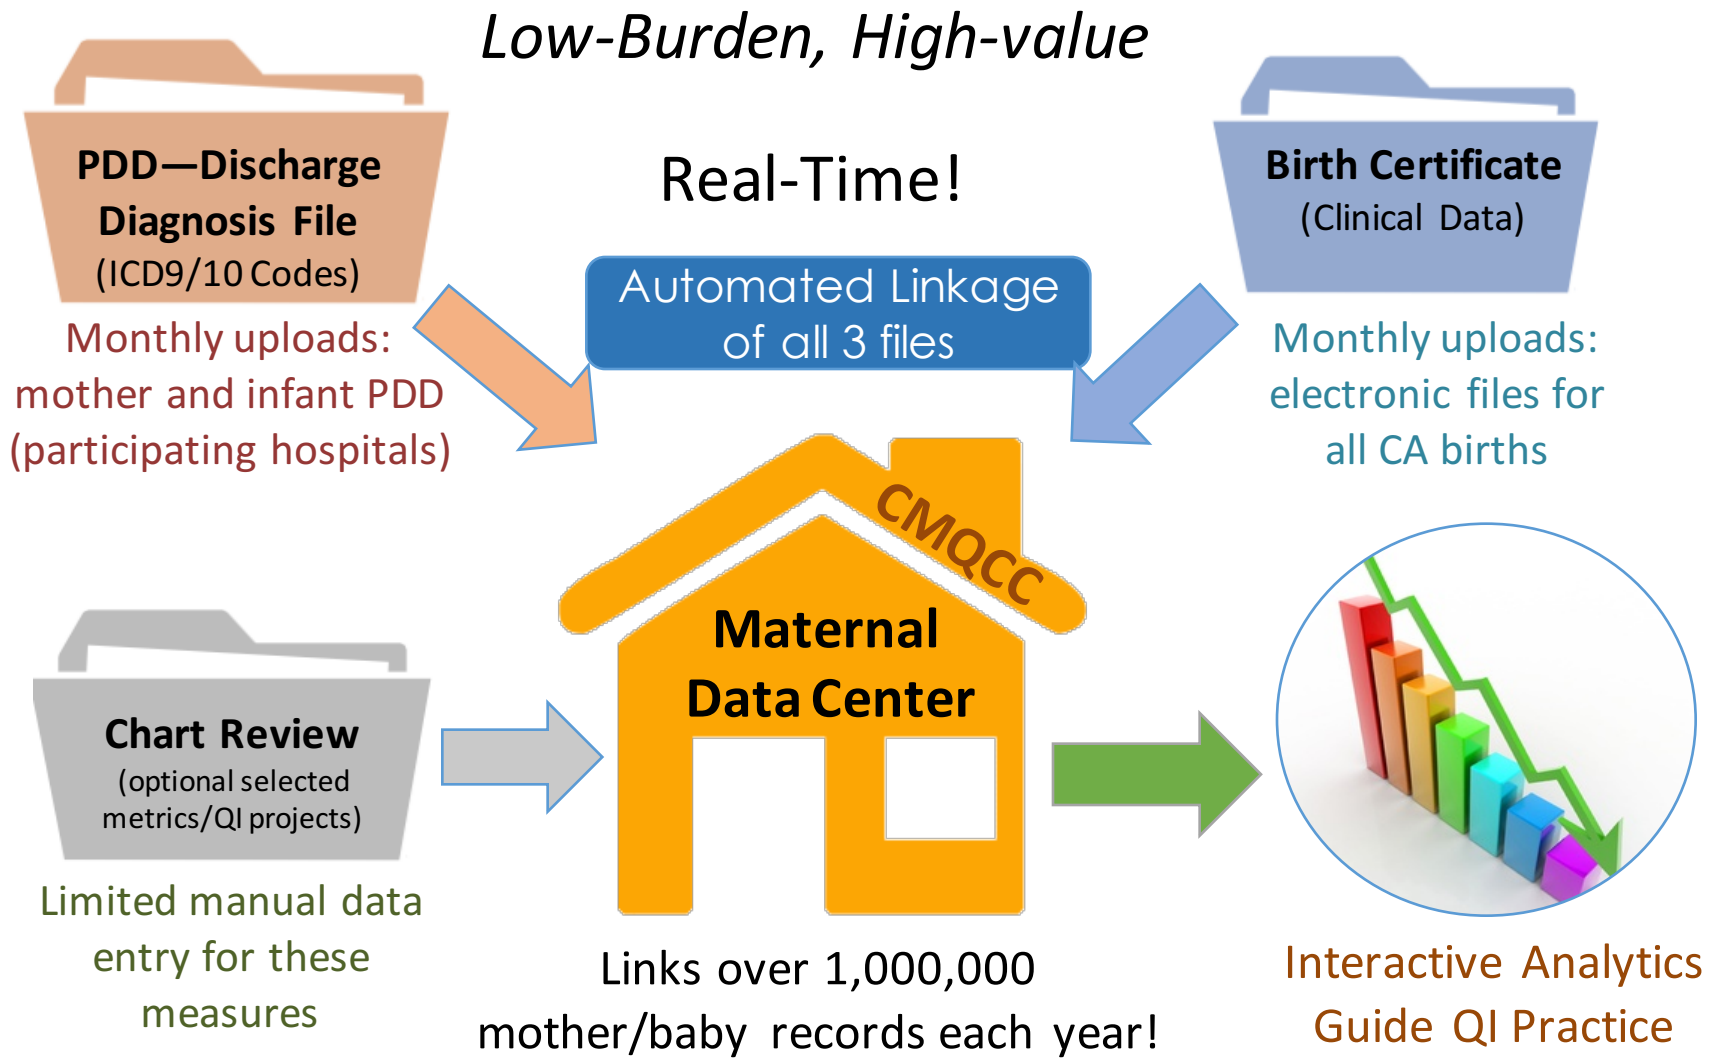 Low-Burden, High-value
Real-Time!
PDD—Discharge
Diagnosis File
(ICD9/10 Codes)
Monthly uploads:
mother and infant PDD
(participating hospitals)
Automated Linkage
of all 3 files
Birth Certificate
(Clinical Data)
Monthly uploads:
electronic files for
all CA births
CMQCC
Maternal
Data Center
Chart Review
(optional selected
metrics/QI projects)
Limited manual data
entry for these
measures
Links over 1,000,000
mother/baby records each year!
Interactive Analytics
Guide QI Practice